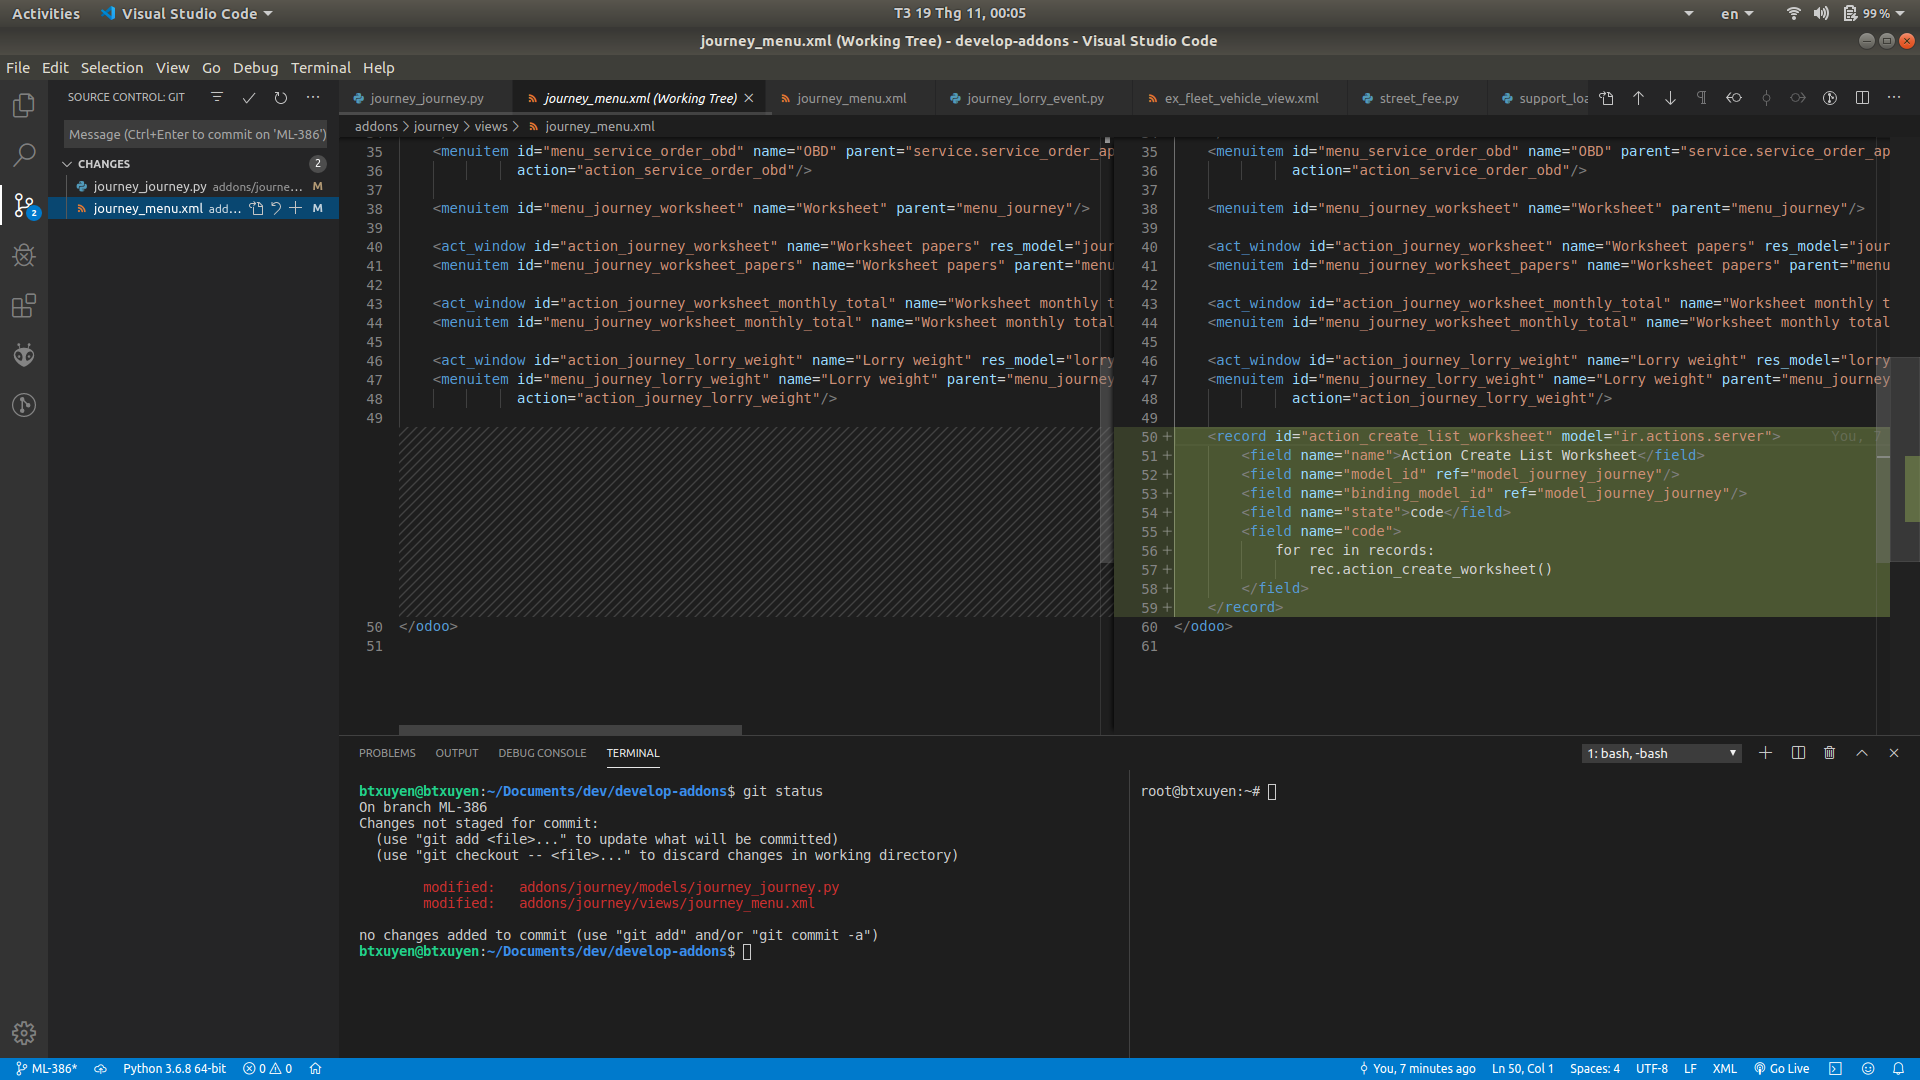 Activities
Visual Studio Code
T3 19 Thg 11, 00:05
en
99 %
journey_menu.xml (Working Tree) - develop-addons - Visual Studio Code
File Edit Selection View Go Debug Terminal Help
SOURCE CONTROL: GIT
Message (Ctrl+Enter to commit on 'ML-386')
CHANGES
2
journey_journey.py addons/journe... M
journey_menu.xml add... M
2
journey_journey.py
journey_menu.xml (Working Tree)
journey_menu.xml
journey_lorry_event.py
ex_fleet_vehicle_view.xml
street_fee.py
support_loa
addons > journey > views > journey_menu.xml
35 <menuitem id="menu_service_order_obd" name="OBD" parent="service.service_order_ap
36 action="action_service_order_obd"/>
37
38 <menuitem id="menu_journey_worksheet" name="Worksheet" parent="menu_journey"/>
39
40 <act_window id="action_journey_worksheet" name="Worksheet papers" res_model="jour
41 <menuitem id="menu_journey_worksheet_papers" name="Worksheet papers" parent="menu
42
43 <act_window id="action_journey_worksheet_monthly_total" name="Worksheet monthly t
44 <menuitem id="menu_journey_worksheet_monthly_total" name="Worksheet monthly total
45
46 <act_window id="action_journey_lorry_weight" name="Lorry weight" res_model="lorry
47 <menuitem id="menu_journey_lorry_weight" name="Lorry weight" parent="menu_journey
48 action="action_journey_lorry_weight"/>
49
50 </odoo>
51
35 <menuitem id="menu_service_order_obd" name="OBD" parent="service.service_order_ap
36 action="action_service_order_obd"/>
37
38 <menuitem id="menu_journey_worksheet" name="Worksheet" parent="menu_journey"/>
39
40 <act_window id="action_journey_worksheet" name="Worksheet papers" res_model="jour
41 <menuitem id="menu_journey_worksheet_papers" name="Worksheet papers" parent="menu
42
43 <act_window id="action_journey_worksheet_monthly_total" name="Worksheet monthly t
44 <menuitem id="menu_journey_worksheet_monthly_total" name="Worksheet monthly total
45
46 <act_window id="action_journey_lorry_weight" name="Lorry weight" res_model="lorry
47 <menuitem id="menu_journey_lorry_weight" name="Lorry weight" parent="menu_journey
48 action="action_journey_lorry_weight"/>
49
50 + <record id="action_create_list_worksheet" model="ir.actions.server"> You, 7
51 + <field name="name">Action Create List Worksheet</field>
52 + <field name="model_id" ref="model_journey_journey"/>
53 + <field name="binding_model_id" ref="model_journey_journey"/>
54 + <field name="state">code</field>
55 + <field name="code">
56 + for rec in records:
57 + rec.action_create_worksheet()
58 + </field>
59 + </record>
60 </odoo>
61
PROBLEMS OUTPUT DEBUG CONSOLE TERMINAL
1: bash, -bash
btxuyen@btxuyen:~/Documents/dev/develop-addons$ git status
On branch ML-386
Changes not staged for commit:
(use "git add <file>..." to update what will be committed)
(use "git checkout -- <file>..." to discard changes in working directory)
modified: addons/journey/models/journey_journey.py
modified: addons/journey/views/journey_menu.xml
no changes added to commit (use "git add" and/or "git commit -a")
btxuyen@btxuyen:~/Documents/dev/develop-addons$
root@btxuyen:~#
ML-386*
Python 3.6.8 64-bit
0 0
You, 7 minutes ago
Ln 50, Col 1
Spaces: 4
UTF-8
LF
XML
Go Live